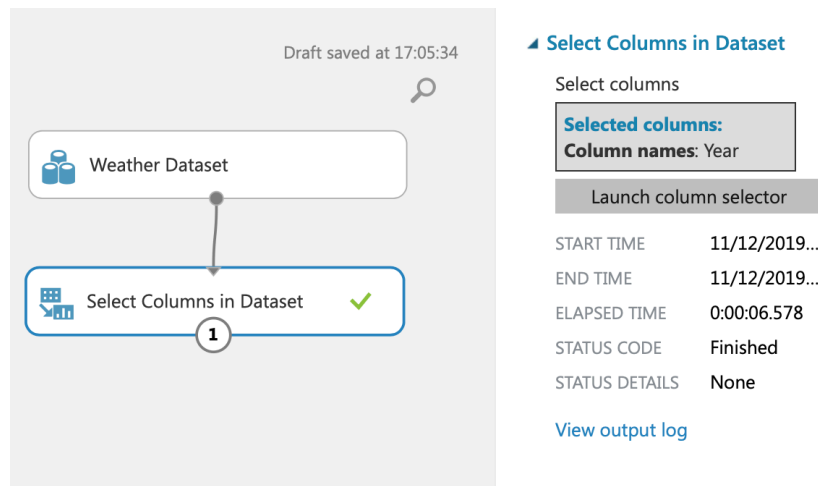 Draft saved at 17:05:34
Weather Dataset
Select Columns in Dataset
1
Select Columns in Dataset
Select columns
Selected columns:
Column names: Year
Launch column selector
START TIME 11/12/2019...
END TIME 11/12/2019...
ELAPSED TIME 0:00:06.578
STATUS CODE Finished
STATUS DETAILS None
View output log